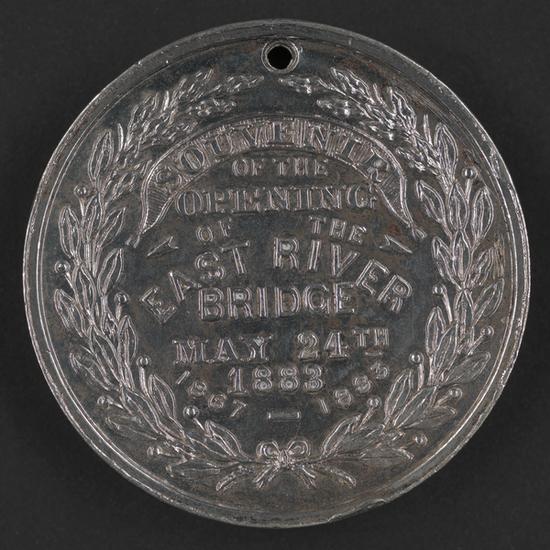 SOUVENIR
OF THE
OPENING
OF THE
EAST RIVER
BRIDGE
MAY 24TH
1883
1867 — 1883